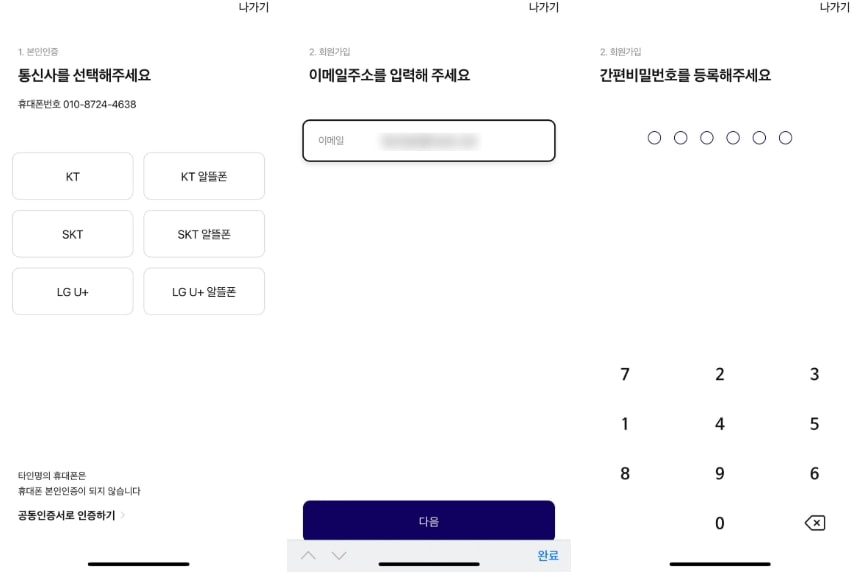 나가기
1. 본인인증
통신사를 선택해주세요
휴대폰번호 010-8724-4638
KT
KT 알뜰폰
SKT
SKT 알뜰폰
LG U+
LG U+ 알뜰폰
타인명의 휴대폰은
휴대폰 본인인증이 되지 않습니다
공동인증서로 인증하기 >
나가기
2. 회원가입
이메일주소를 입력해 주세요
이메일
다음
완료
나가기
2. 회원가입
간편비밀번호를 등록해주세요
7 2 3
1 4 5
8 9 6
0